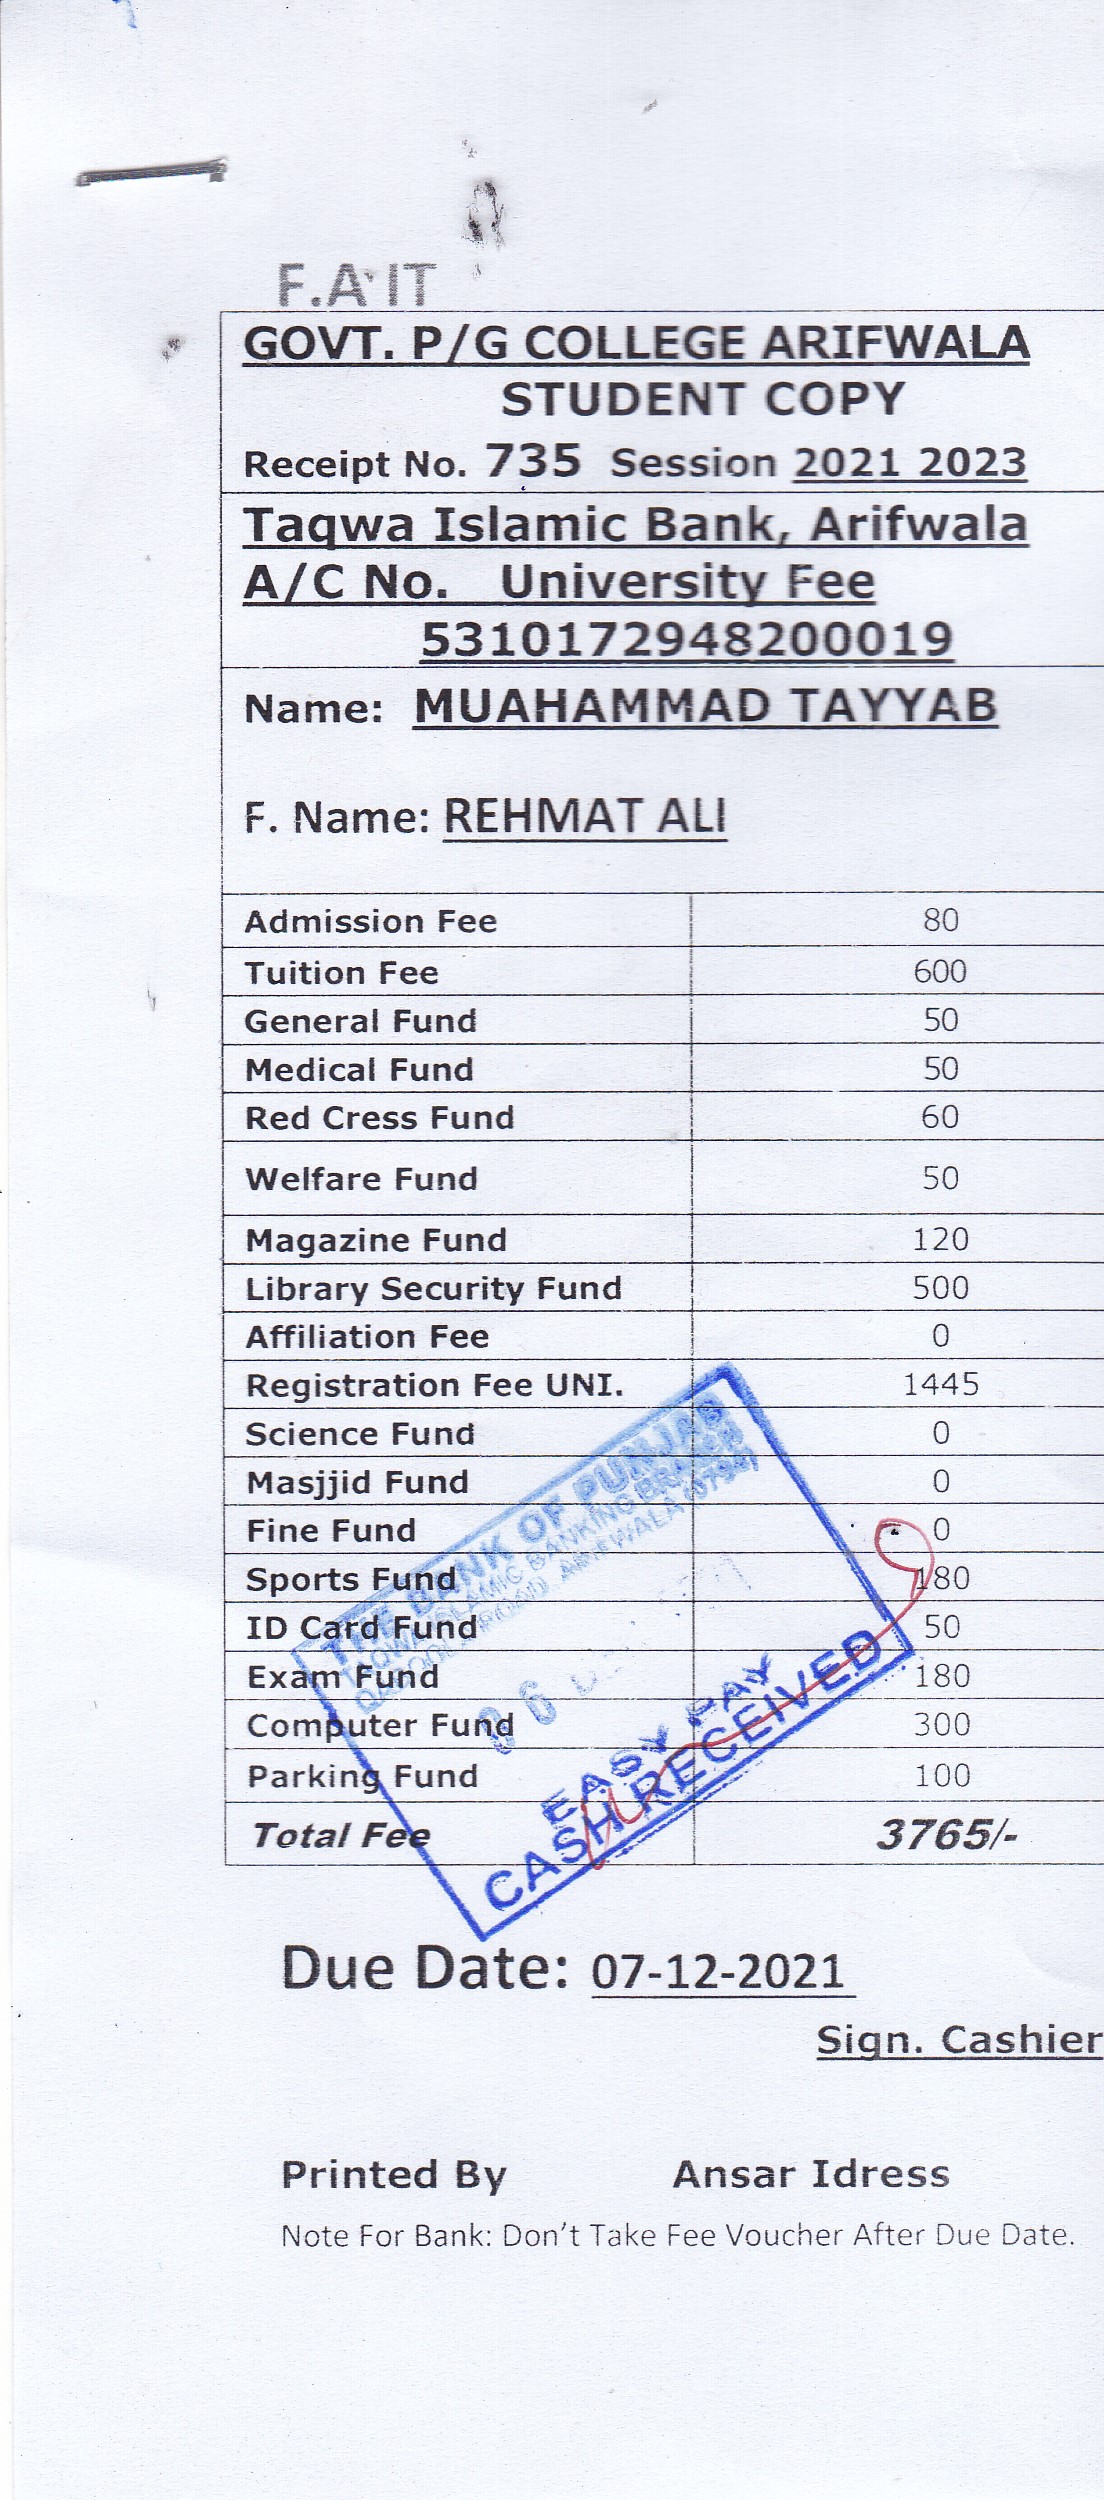 F.A IT
GOVT. P/G COLLEGE ARIFWALA
STUDENT COPY
Receipt No. 735 Session 2021 2023
Taqwa Islamic Bank, Arifwala
A/C No. University Fee
5310172948200019
Name: MUAHAMMAD TAYYAB
F. Name: REHMAT ALI
Admission Fee 80
Tuition Fee 600
General Fund 50
Medical Fund 50
Red Cress Fund 60
Welfare Fund 50
Magazine Fund 120
Library Security Fund 500
Affiliation Fee 0
Registration Fee UNI. 1445
Science Fund 0
Masjjid Fund 0
Fine Fund 0
Sports Fund 180
ID Card Fund 50
Exam Fund 180
Computer Fund 300
Parking Fund 100
Total Fee 3765/-
THE BANK OF PUNJAB
TAQWA ISLAMIC BANKING BRANCH
ROAD, ARIFWALA
06
EASY PAY
CASH RECEIVED
Due Date: 07-12-2021
Sign. Cashier
Printed By Ansar Idress
Note For Bank: Don't Take Fee Voucher After Due Date.